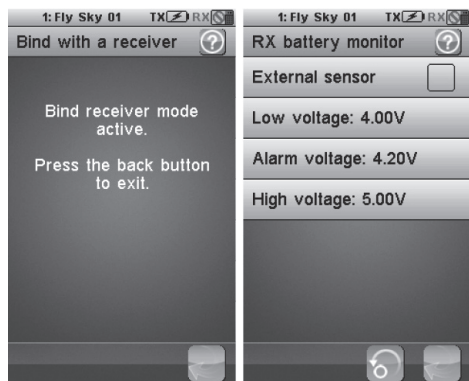 1: Fly Sky 01 TX RX
Bind with a receiver ?
Bind receiver mode
active.
Press the back button
to exit.
1: Fly Sky 01 TX RX
RX battery monitor ?
External sensor
Low voltage: 4.00V
Alarm voltage: 4.20V
High voltage: 5.00V